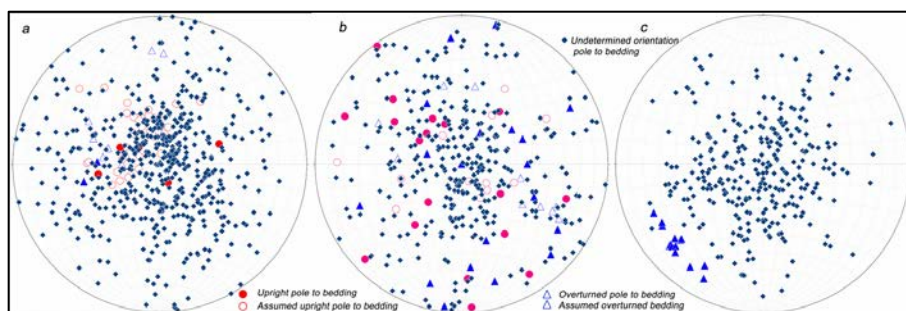 a
b
c
Undetermined orientation
pole to bedding
Upright pole to bedding
Assumed upright pole to bedding
Overturned pole to bedding
Assumed overturned bedding